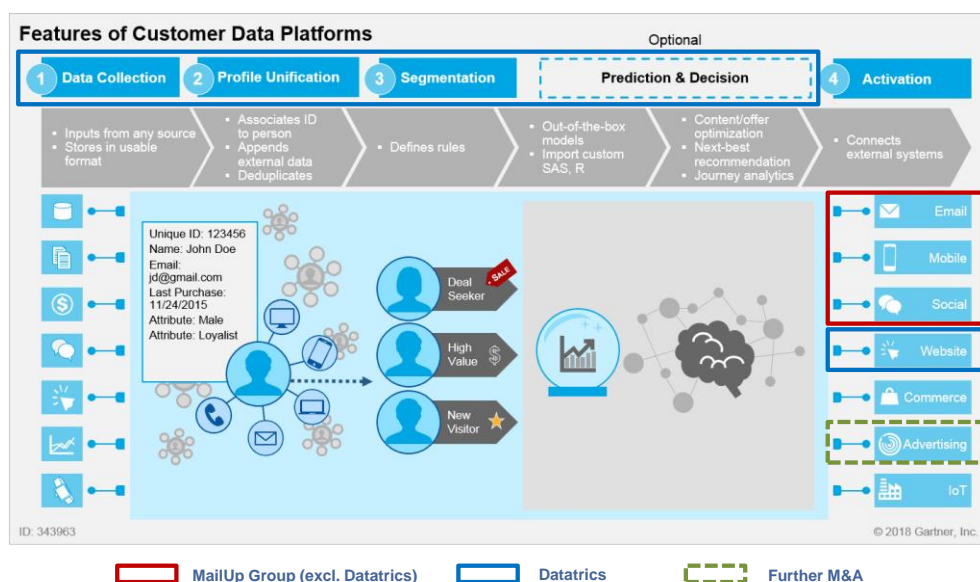 Features of Customer Data Platforms
Optional
1 Data Collection
2 Profile Unification
3 Segmentation
Prediction & Decision
4 Activation
▪ Inputs from any source
▪ Stores in usable
format
▪ Associates ID
to person
▪ Appends
external data
▪ Deduplicates
▪ Defines rules
▪ Out-of-the-box
models
▪ Import custom
SAS, R
▪ Content/offer
optimization
▪ Next-best
recommendation
▪ Journey analytics
▪ Connects
external systems
Unique ID: 123456
Name: John Doe
Email:
jd@gmail.com
Last Purchase:
11/24/2015
Attribute: Male
Attribute: Loyalist
Deal
Seeker
SALE
High
Value
$
New
Visitor
$
Email
Mobile
Social
Website
Commerce
Advertising
IoT
ID: 343963
© 2018 Gartner, Inc.
MailUp Group (excl. Datatrics)
Datatrics
Further M&A